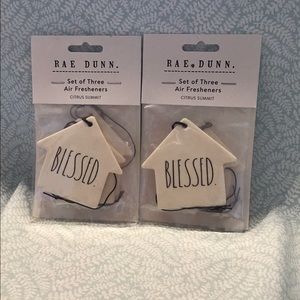 RAE DUNN.
Set of Three
Air Fresheners
CITRUS SUMMIT
BLESSED.
RAE DUNN.
Set of Three
Air Fresheners
CITRUS SUMMIT
BLESSED.